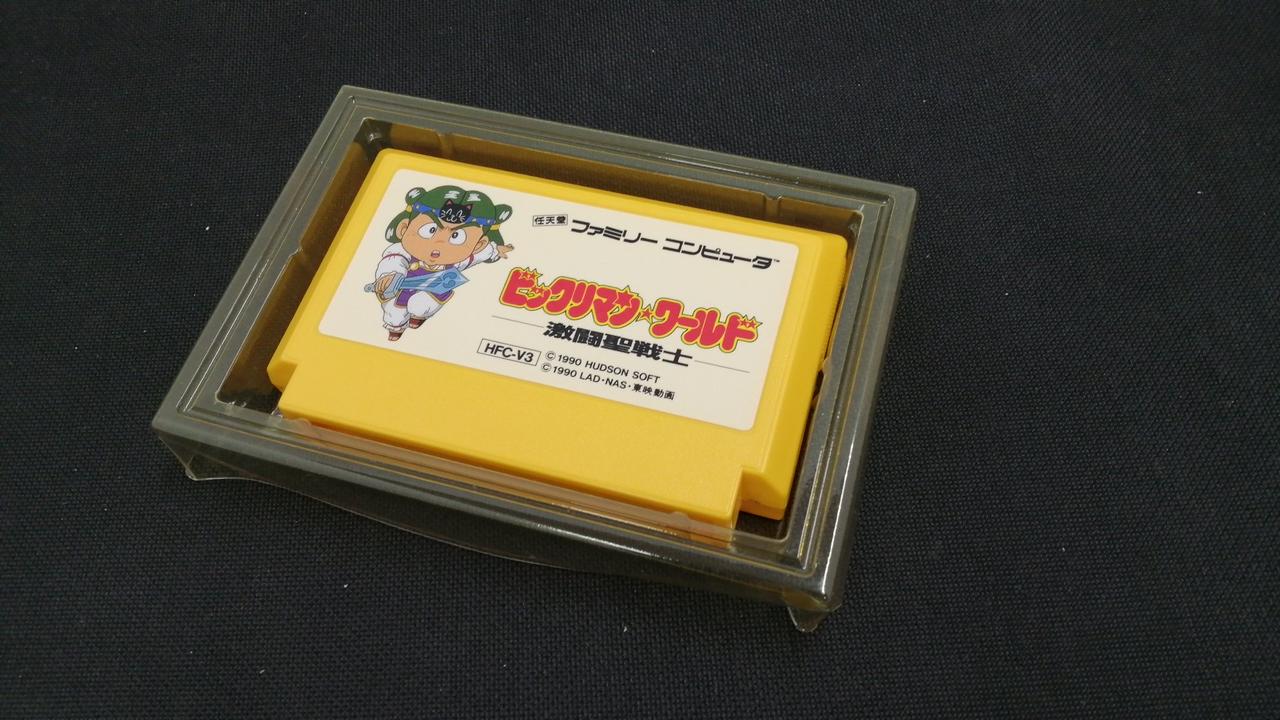 任天堂 ファミリー コンピュータ™
ビックリマン★ワールド
激闘聖戦士
HFC-V3 ©1990 HUDSON SOFT
©1990 LAD・NAS・東映動画